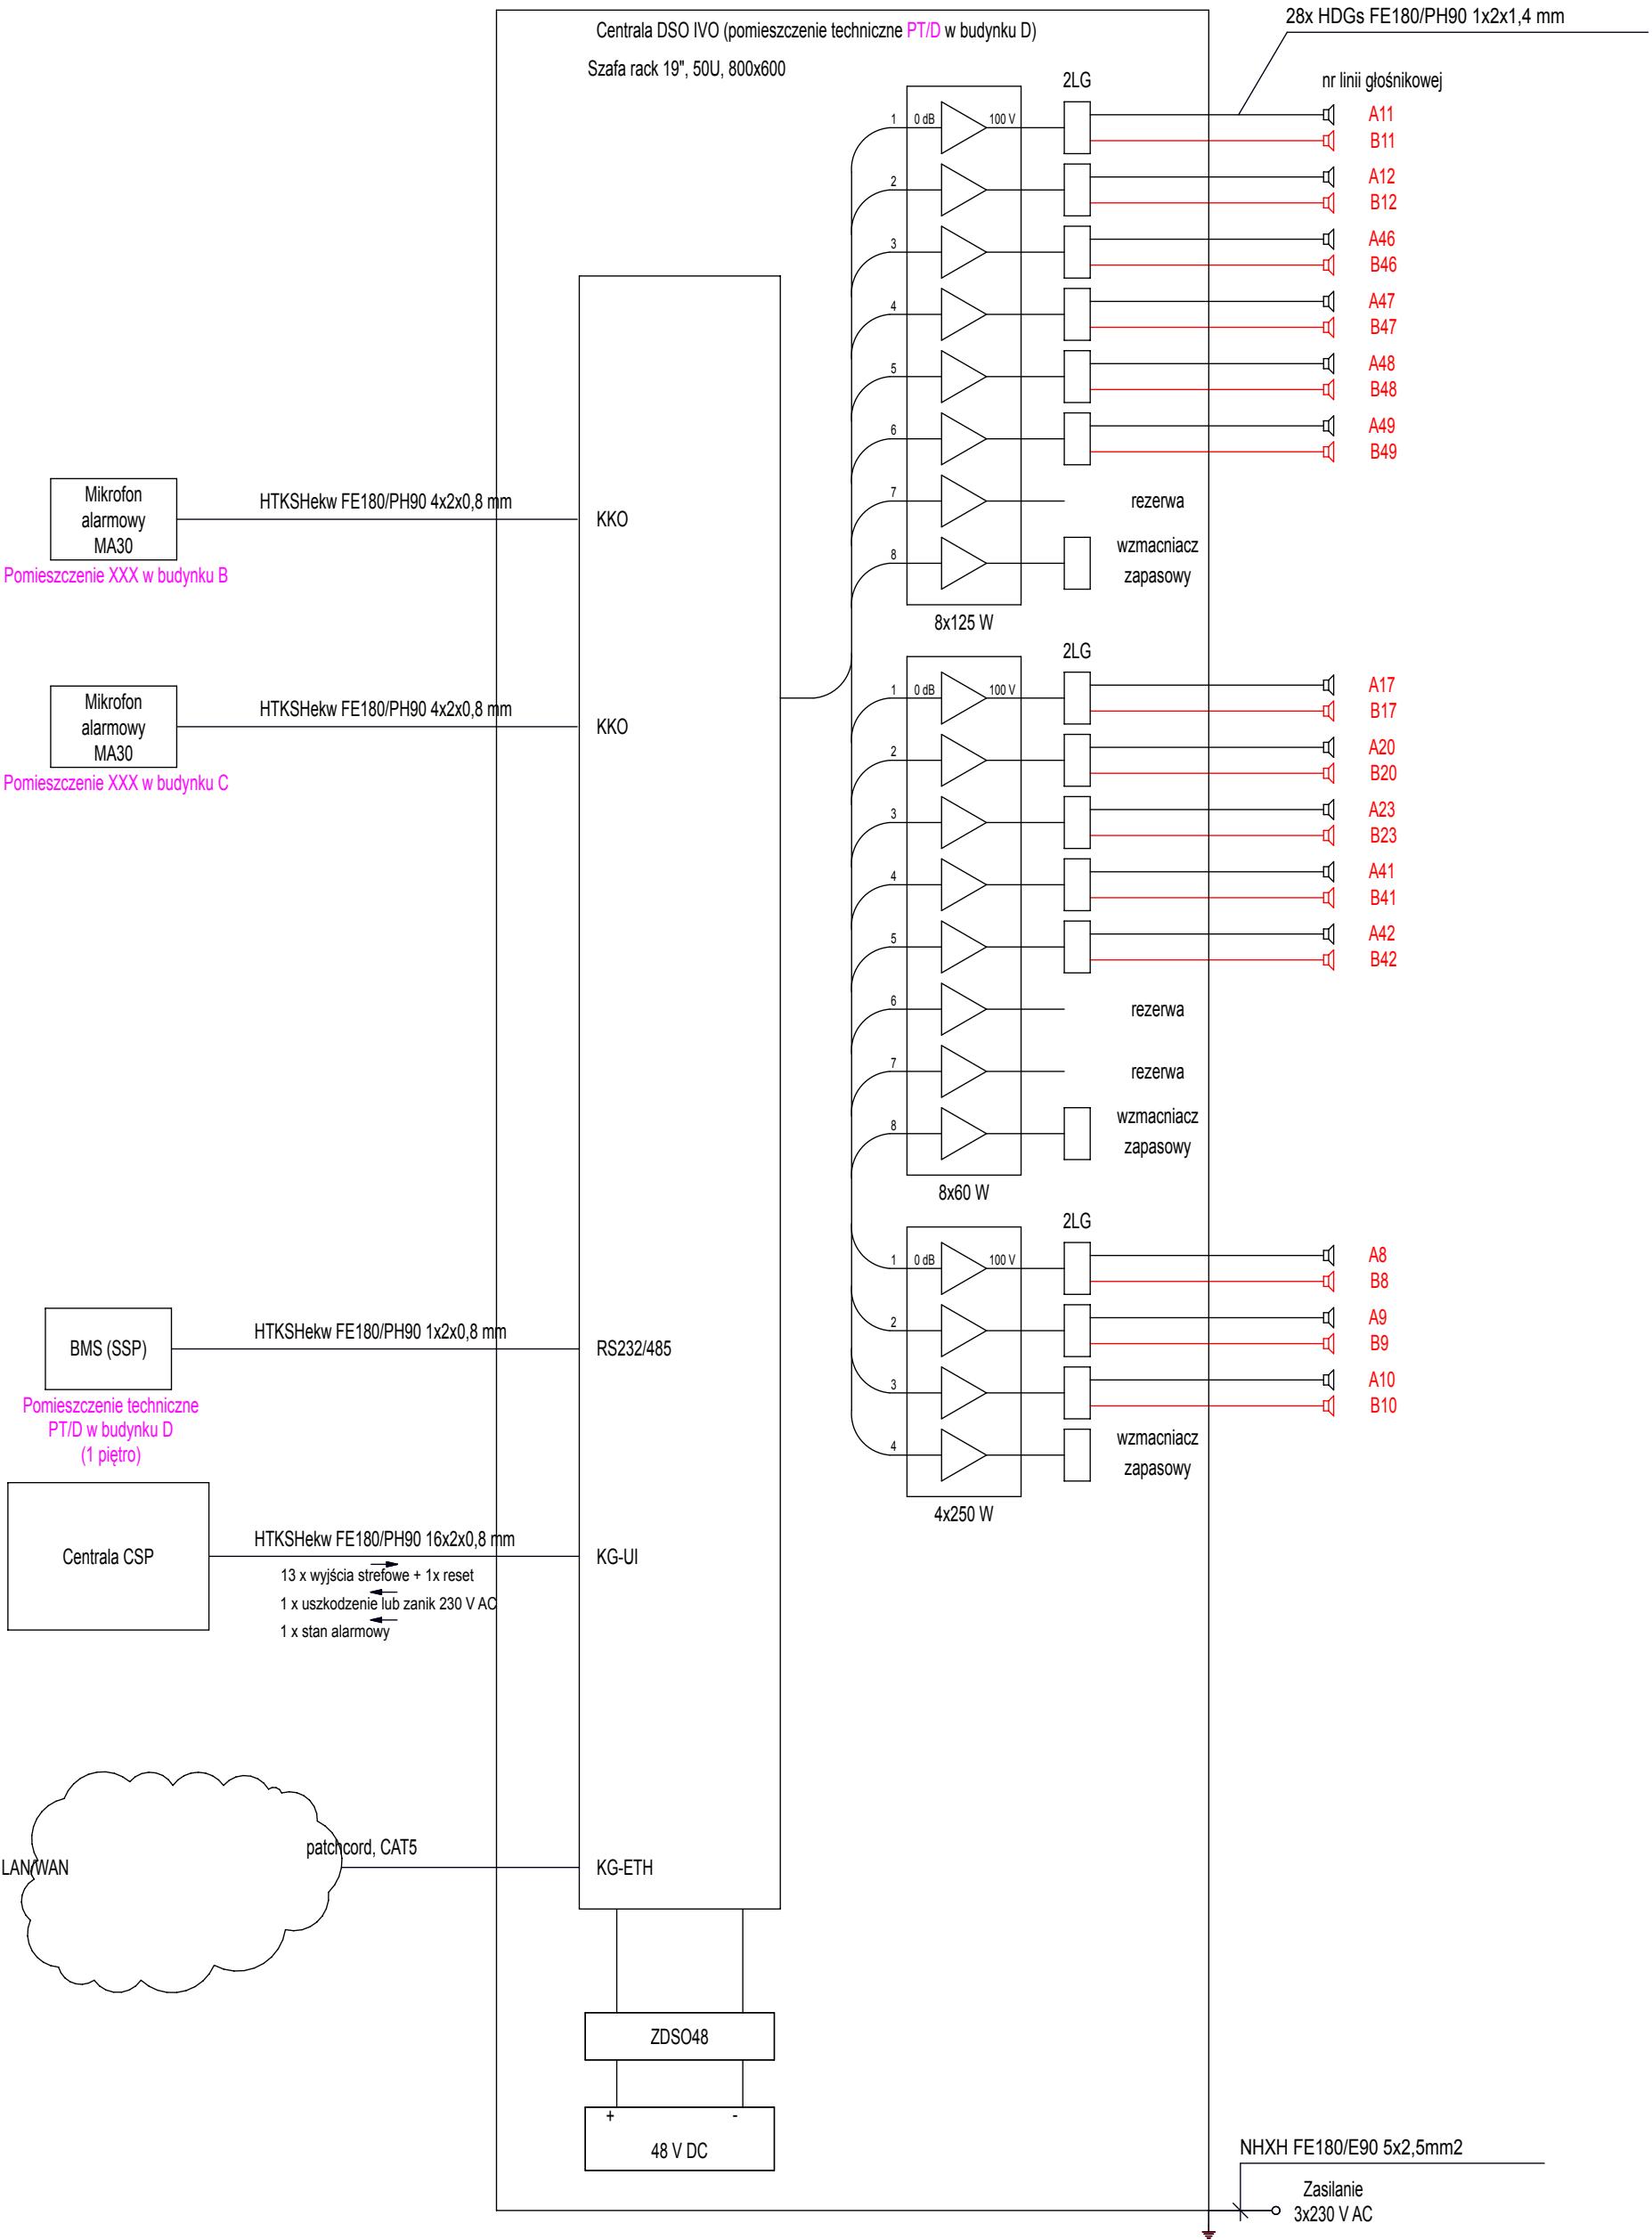 28x HDGs FE180/PH90 1x2x1,4 mm
Centrala DSO IVO (pomieszczenie techniczne PT/D w budynku D)
Szafa rack 19", 50U, 800x600
2LG
nr linii głośnikowej
1
0 dB
100 V
A11
B11
2
A12
B12
3
A46
B46
4
A47
B47
5
A48
B48
6
A49
B49
7
rezerwa
8
wzmacniacz
zapasowy
8x125 W
Mikrofon
alarmowy
MA30
HTKSHekw FE180/PH90 4x2x0,8 mm
KKO
Pomieszczenie XXX w budynku B
Mikrofon
alarmowy
MA30
HTKSHekw FE180/PH90 4x2x0,8 mm
KKO
Pomieszczenie XXX w budynku C
2LG
1
0 dB
100 V
A17
B17
2
A20
B20
3
A23
B23
4
A41
B41
5
A42
B42
6
rezerwa
7
rezerwa
8
wzmacniacz
zapasowy
8x60 W
2LG
1
0 dB
100 V
A8
B8
2
A9
B9
3
A10
B10
4
wzmacniacz
zapasowy
4x250 W
BMS (SSP)
HTKSHekw FE180/PH90 1x2x0,8 mm
RS232/485
Pomieszczenie techniczne
PT/D w budynku D
(1 piętro)
Centrala CSP
HTKSHekw FE180/PH90 16x2x0,8 mm
KG-UI
13 x wyjścia strefowe + 1x reset
1 x uszkodzenie lub zanik 230 V AC
1 x stan alarmowy
LAN/WAN
patchcord, CAT5
KG-ETH
ZDSO48
+
-
48 V DC
NHXH FE180/E90 5x2,5mm2
Zasilanie
3x230 V AC